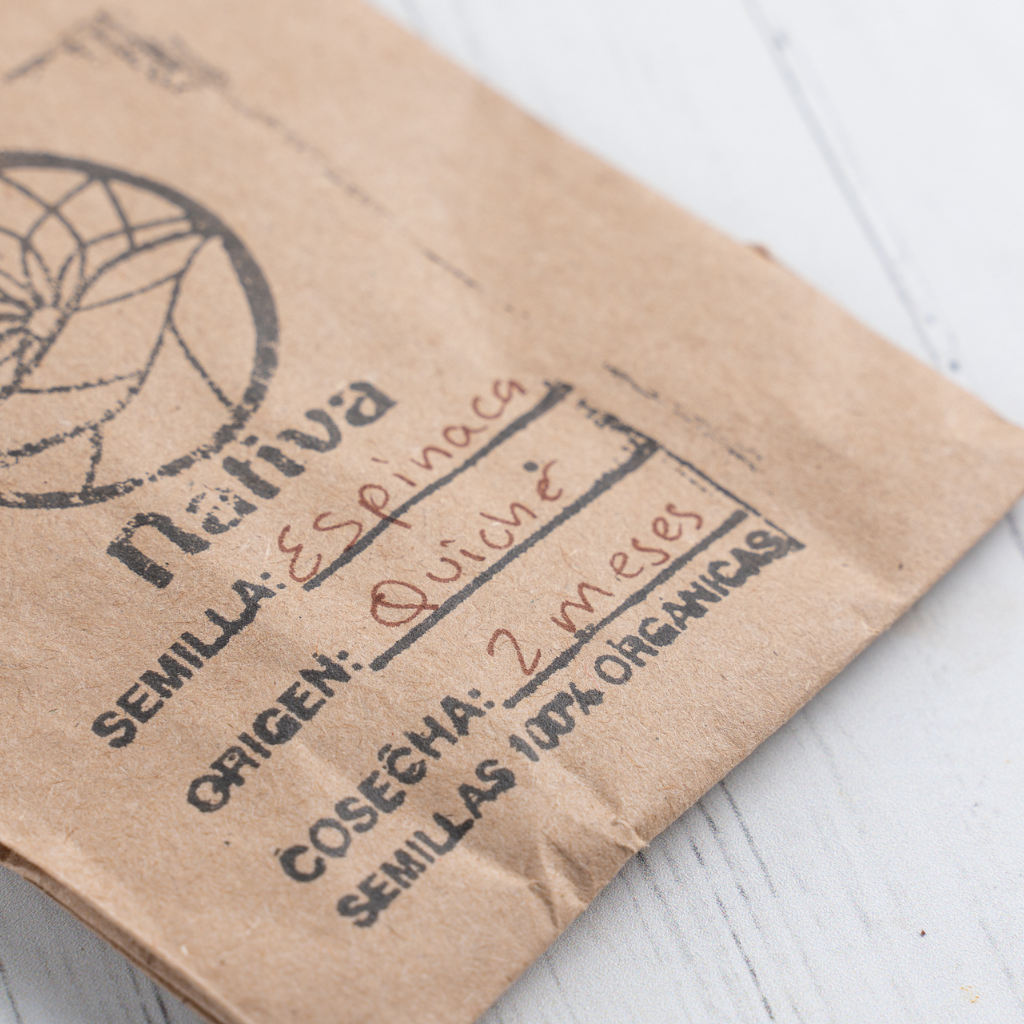 nativa
SEMILLA: Espinaca
ORIGEN: Quiché
COSECHA: 2 meses
SEMILLAS 100% ORGANICAS